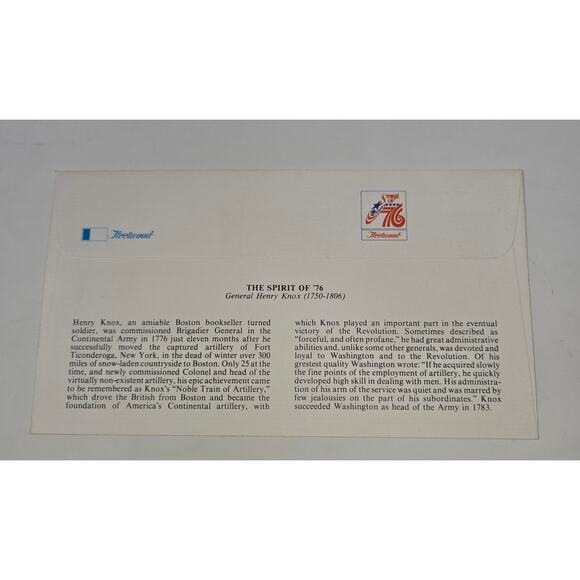 Spirit
OF
'76
Fleetwood
Fleetwood
THE SPIRIT OF '76
General Henry Knox (1750-1806)
Henry Knox, an amiable Boston bookseller turned
soldier, was commissioned Brigadier General in the
Continental Army in 1776 just eleven months after he
successfully moved the captured artillery of Fort
Ticonderoga, New York, in the dead of winter over 300
miles of snow-laden countryside to Boston. Only 25 at the
time, and newly commissioned Colonel and head of the
virtually non-existent artillery, his epic achievement came
to be remembered as Knox's "Noble Train of Artillery,"
which drove the British from Boston and became the
foundation of America's Continental artillery, with
which Knox played an important part in the eventual
victory of the Revolution. Sometimes described as
"forceful, and often profane," he had great administrative
abilities and, unlike some other generals, was devoted and
loyal to Washington and to the Revolution. Of his
grestest quality Washington wrote: "If he acquired slowly
the fine points of the employment of artillery, he quickly
developed high skill in dealing with men. His administra-
tion of his arm of the service was quiet and was marred by
few jealousies on the part of his subordinates." Knox
succeeded Washington as head of the Army in 1783.